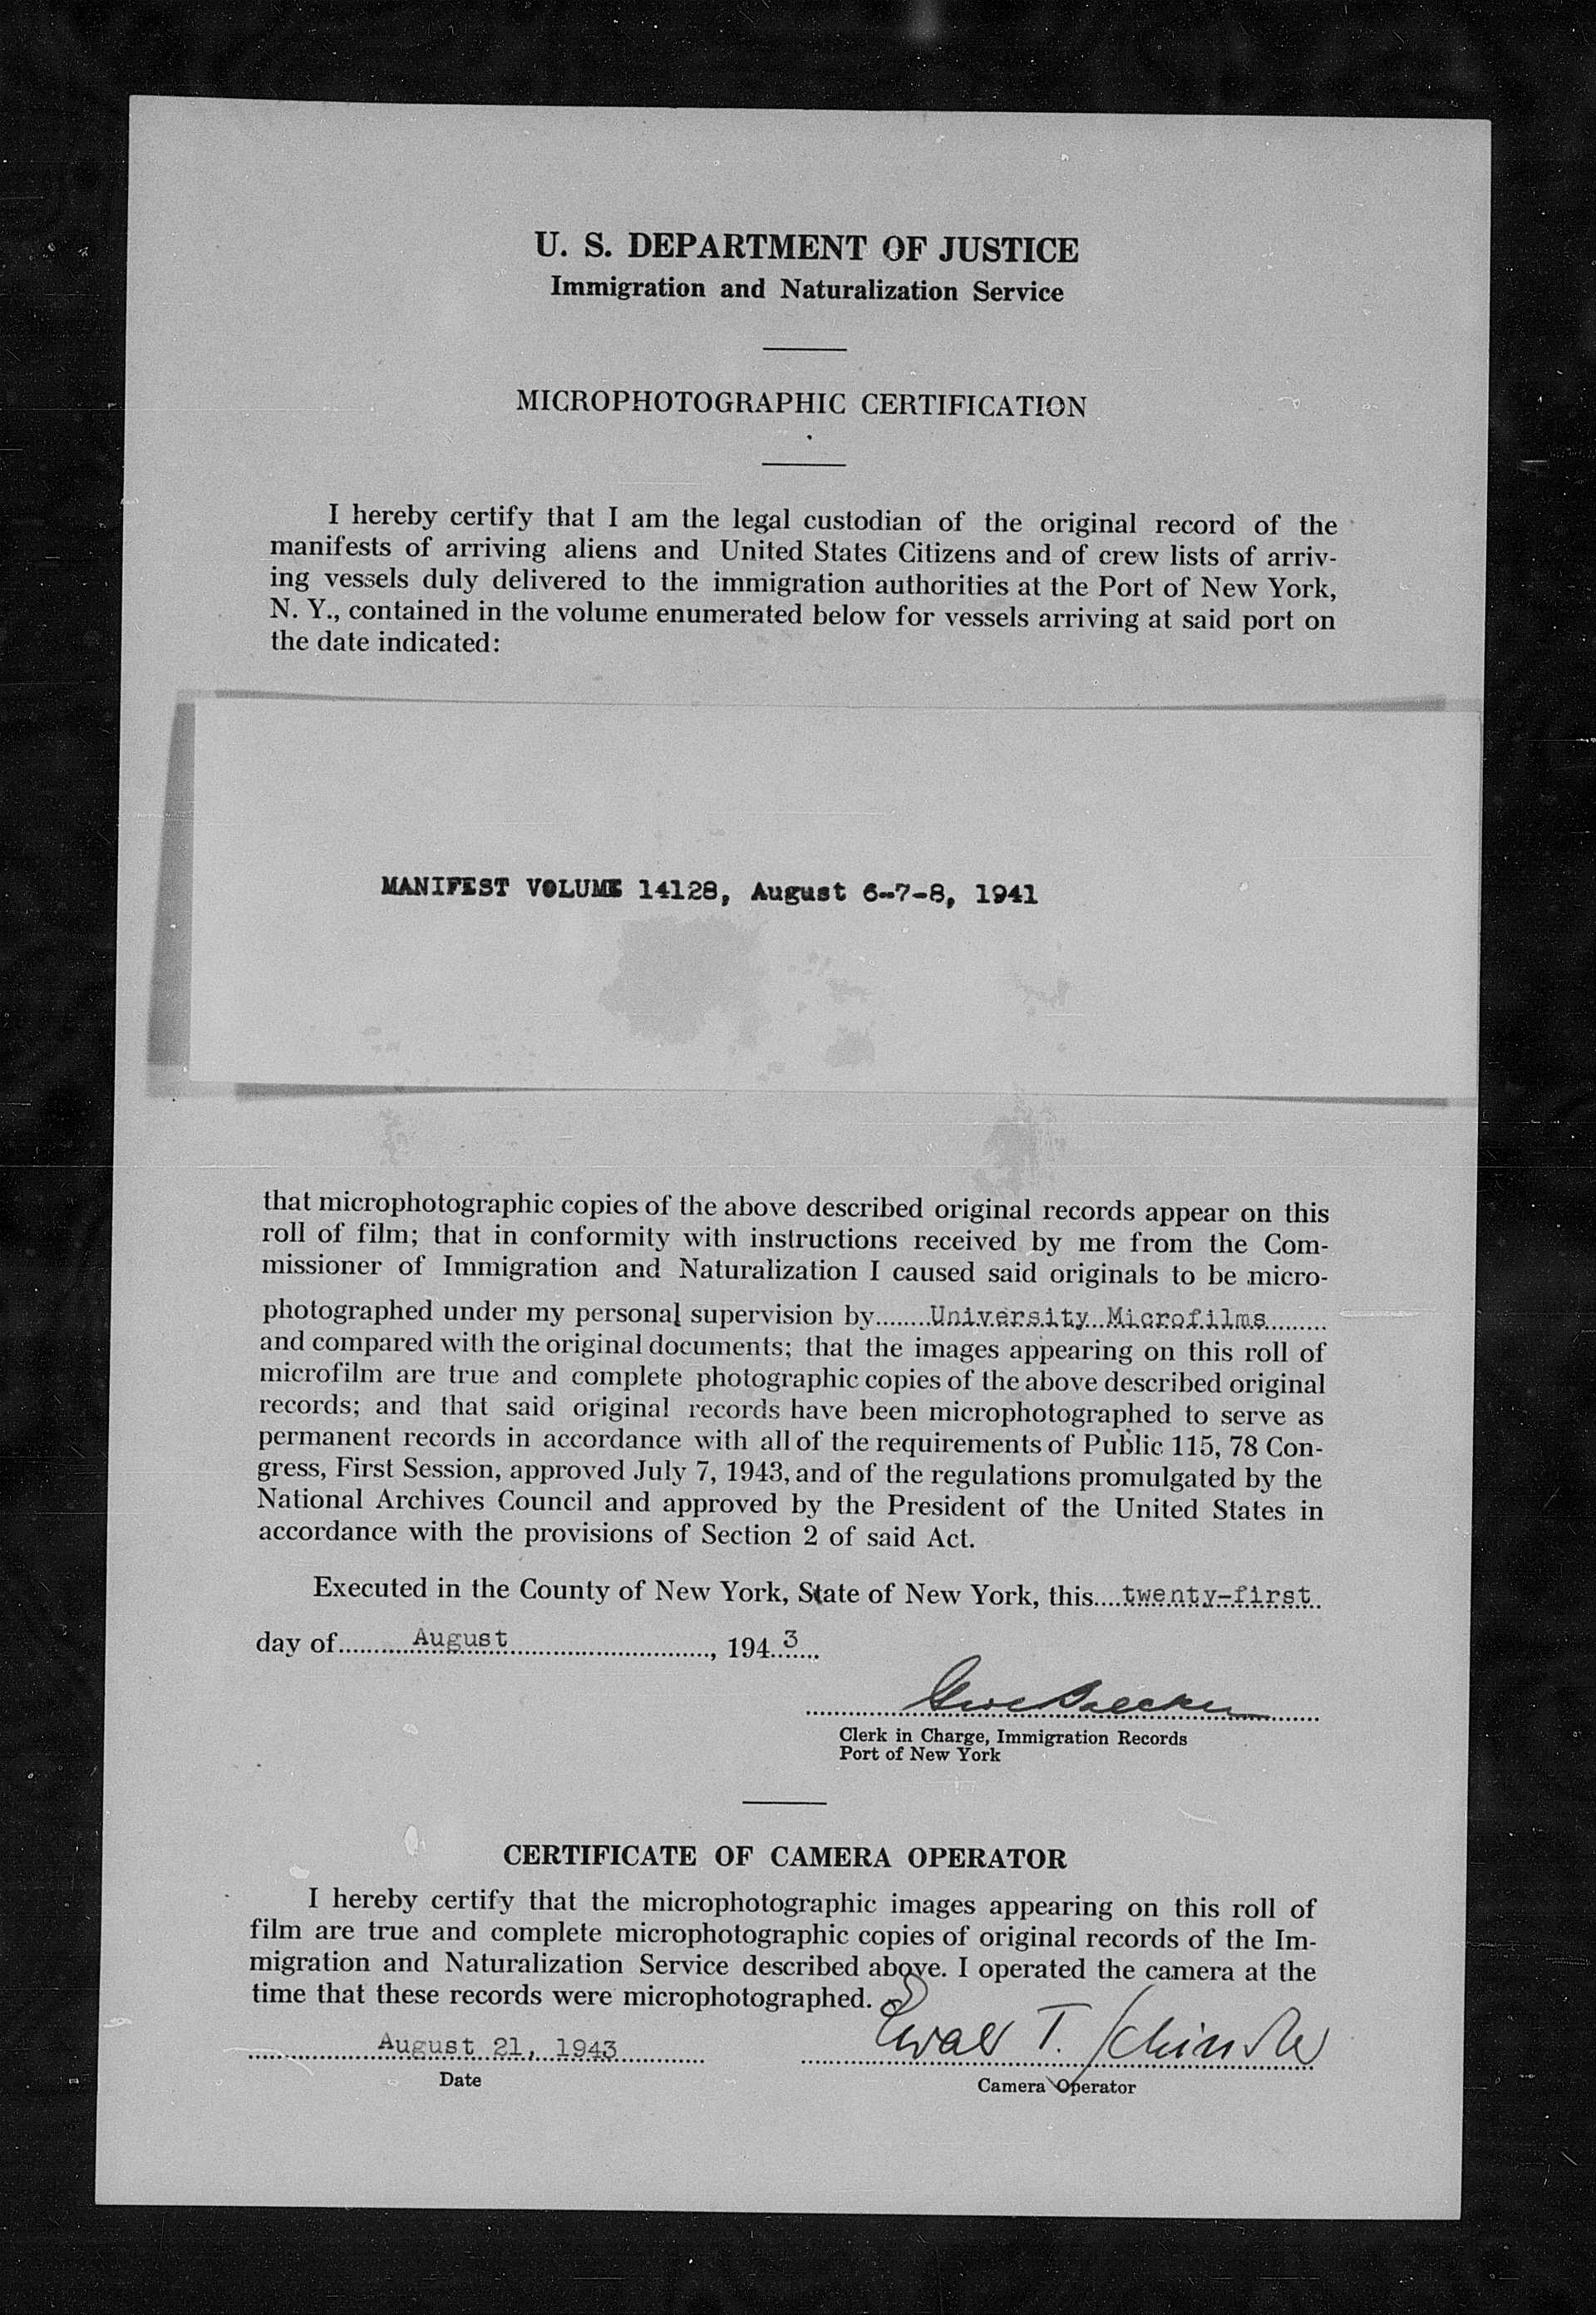 U. S. DEPARTMENT OF JUSTICE
Immigration and Naturalization Service
MICROPHOTOGRAPHIC CERTIFICATION
I hereby certify that I am the legal custodian of the original record of the
manifests of arriving aliens and United States Citizens and of crew lists of arriv-
ing vessels duly delivered to the immigration authorities at the Port of New York,
N. Y., contained in the volume enumerated below for vessels arriving at said port on
the date indicated:
MANIFEST VOLUME 14128, August 6-7-8, 1941
that microphotographic copies of the above described original records appear on this
roll of film; that in conformity with instructions received by me from the Com-
missioner of Immigration and Naturalization I caused said originals to be micro-
photographed under my personal supervision by........University Microfilms.........
and compared with the original documents; that the images appearing on this roll of
microfilm are true and complete photographic copies of the above described original
records; and that said original records have been microphotographed to serve as
permanent records in accordance with all of the requirements of Public 115, 78 Con-
gress, First Session, approved July 7, 1943, and of the regulations promulgated by the
National Archives Council and approved by the President of the United States in
accordance with the provisions of Section 2 of said Act.
Executed in the County of New York, State of New York, this....twenty-first
day of..........August............................, 1943
Clerk in Charge, Immigration Records
Port of New York
CERTIFICATE OF CAMERA OPERATOR
I hereby certify that the microphotographic images appearing on this roll of
film are true and complete microphotographic copies of original records of the Im-
migration and Naturalization Service described above. I operated the camera at the
time that these records were microphotographed.
August 21, 1943
T.
Date
Camera Operator